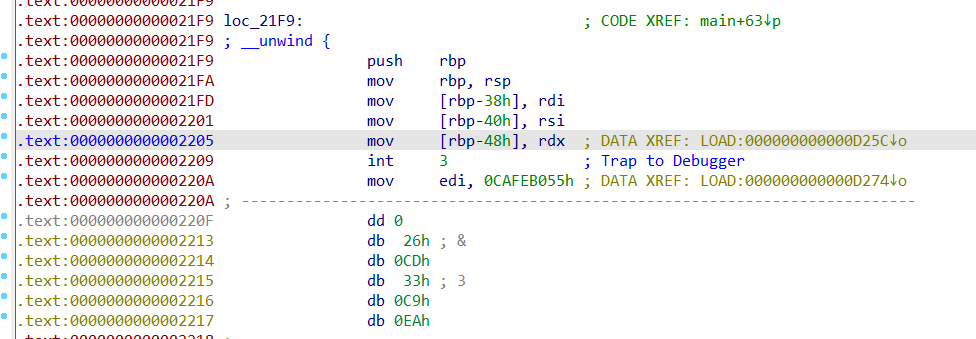 .text:00000000000021F9 loc_21F9: ; CODE XREF: main+63↓p
.text:00000000000021F9 ; __unwind {
.text:00000000000021F9 push rbp
.text:00000000000021FA mov rbp, rsp
.text:00000000000021FD mov [rbp-38h], rdi
.text:0000000000002201 mov [rbp-40h], rsi
.text:0000000000002205 mov [rbp-48h], rdx ; DATA XREF: LOAD:000000000000D25C↓o
.text:0000000000002209 int 3 ; Trap to Debugger
.text:000000000000220A mov edi, 0CAFEB055h ; DATA XREF: LOAD:000000000000D274↓o
.text:000000000000220A ; ---------------------------------------------------------------------------
.text:000000000000220F dd 0
.text:0000000000002213 db 26h ; &
.text:0000000000002214 db 0CDh
.text:0000000000002215 db 33h ; 3
.text:0000000000002216 db 0C9h
.text:0000000000002217 db 0EAh